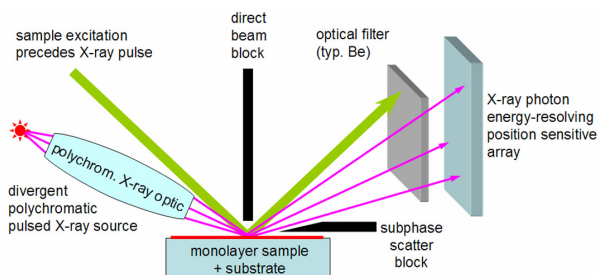 sample excitation
precedes X-ray pulse
direct
beam
block
optical filter
(typ. Be)
X-ray photon
energy-resolving
position sensitive
array
polychrom. X-ray optic
divergent
polychromatic
pulsed X-ray source
subphase
scatter
block
monolayer sample
+ substrate